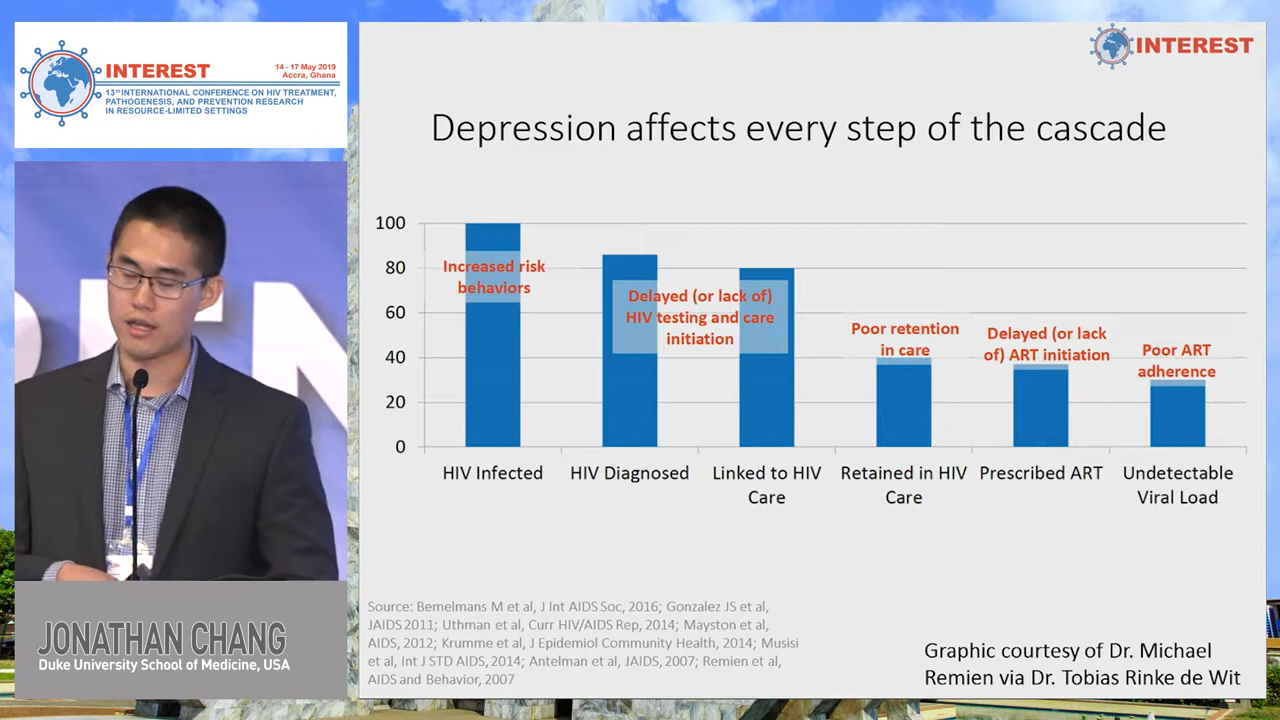 INTEREST
14 - 17 May 2019
Accra, Ghana
13th INTERNATIONAL CONFERENCE ON HIV TREATMENT,
PATHOGENESIS, AND PREVENTION RESEARCH
IN RESOURCE-LIMITED SETTINGS
JONATHAN CHANG
Duke University School of Medicine, USA
INTEREST
Depression affects every step of the cascade
100
80
60
40
20
0
Increased risk
behaviors
Delayed (or lack of)
HIV testing and care
initiation
Poor retention
in care
Delayed (or lack
of) ART initiation
Poor ART
adherence
HIV Infected
HIV Diagnosed
Linked to HIV
Care
Retained in HIV
Care
Prescribed ART
Undetectable
Viral Load
Source: Bemelmans M et al, J Int AIDS Soc, 2016; Gonzalez JS et al,
JAIDS 2011; Uthman et al, Curr HIV/AIDS Rep, 2014; Mayston et al,
AIDS, 2012; Krumme et al, J Epidemiol Community Health, 2014; Musisi
et al, Int J STD AIDS, 2014; Antelman et al, JAIDS, 2007; Remien et al,
AIDS and Behavior, 2007
Graphic courtesy of Dr. Michael
Remien via Dr. Tobias Rinke de Wit